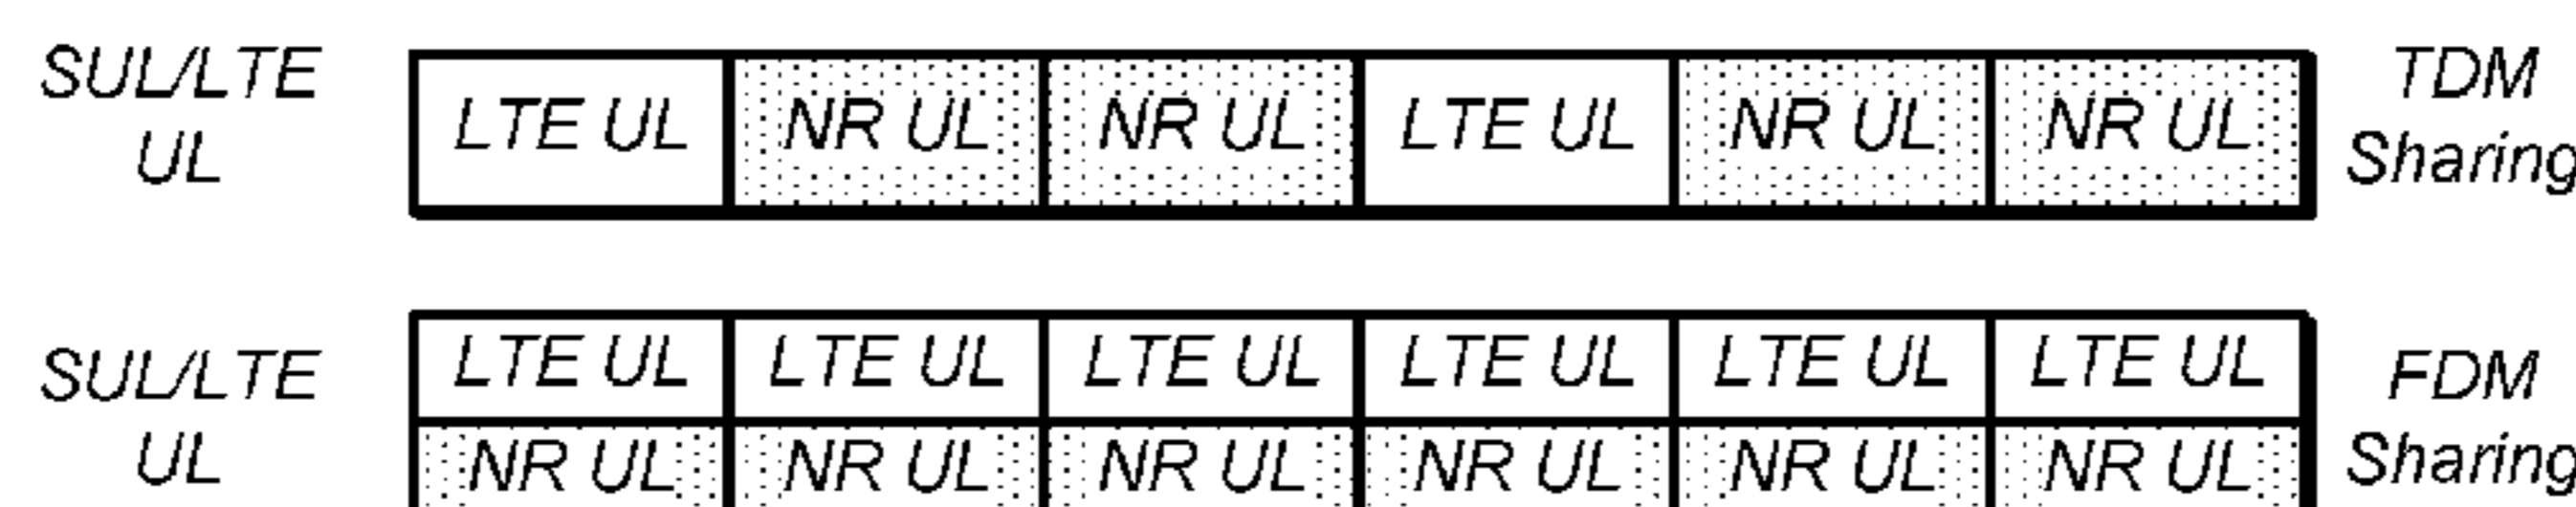 SUL/LTE
UL
LTE UL NR UL NR UL LTE UL NR UL NR UL
TDM
Sharing
SUL/LTE
UL
LTE UL LTE UL LTE UL LTE UL LTE UL LTE UL
NR UL NR UL NR UL NR UL NR UL NR UL
FDM
Sharing